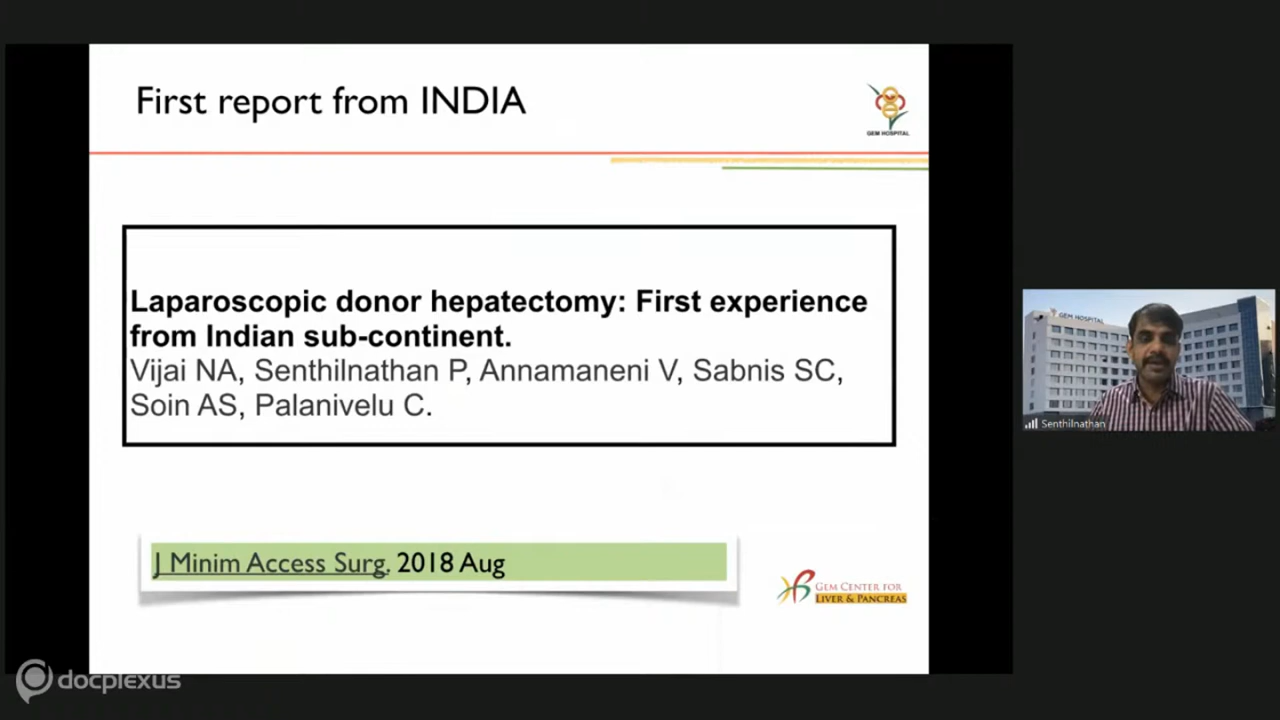 First report from INDIA
GEM HOSPITAL
Laparoscopic donor hepatectomy: First experience
from Indian sub-continent.
Vijai NA, Senthilnathan P, Annamaneni V, Sabnis SC,
Soin AS, Palanivelu C.
J Minim Access Surg. 2018 Aug
GEM CENTER FOR
LIVER & PANCREAS
GEM HOSPITAL
Senthilnathan
docplexus